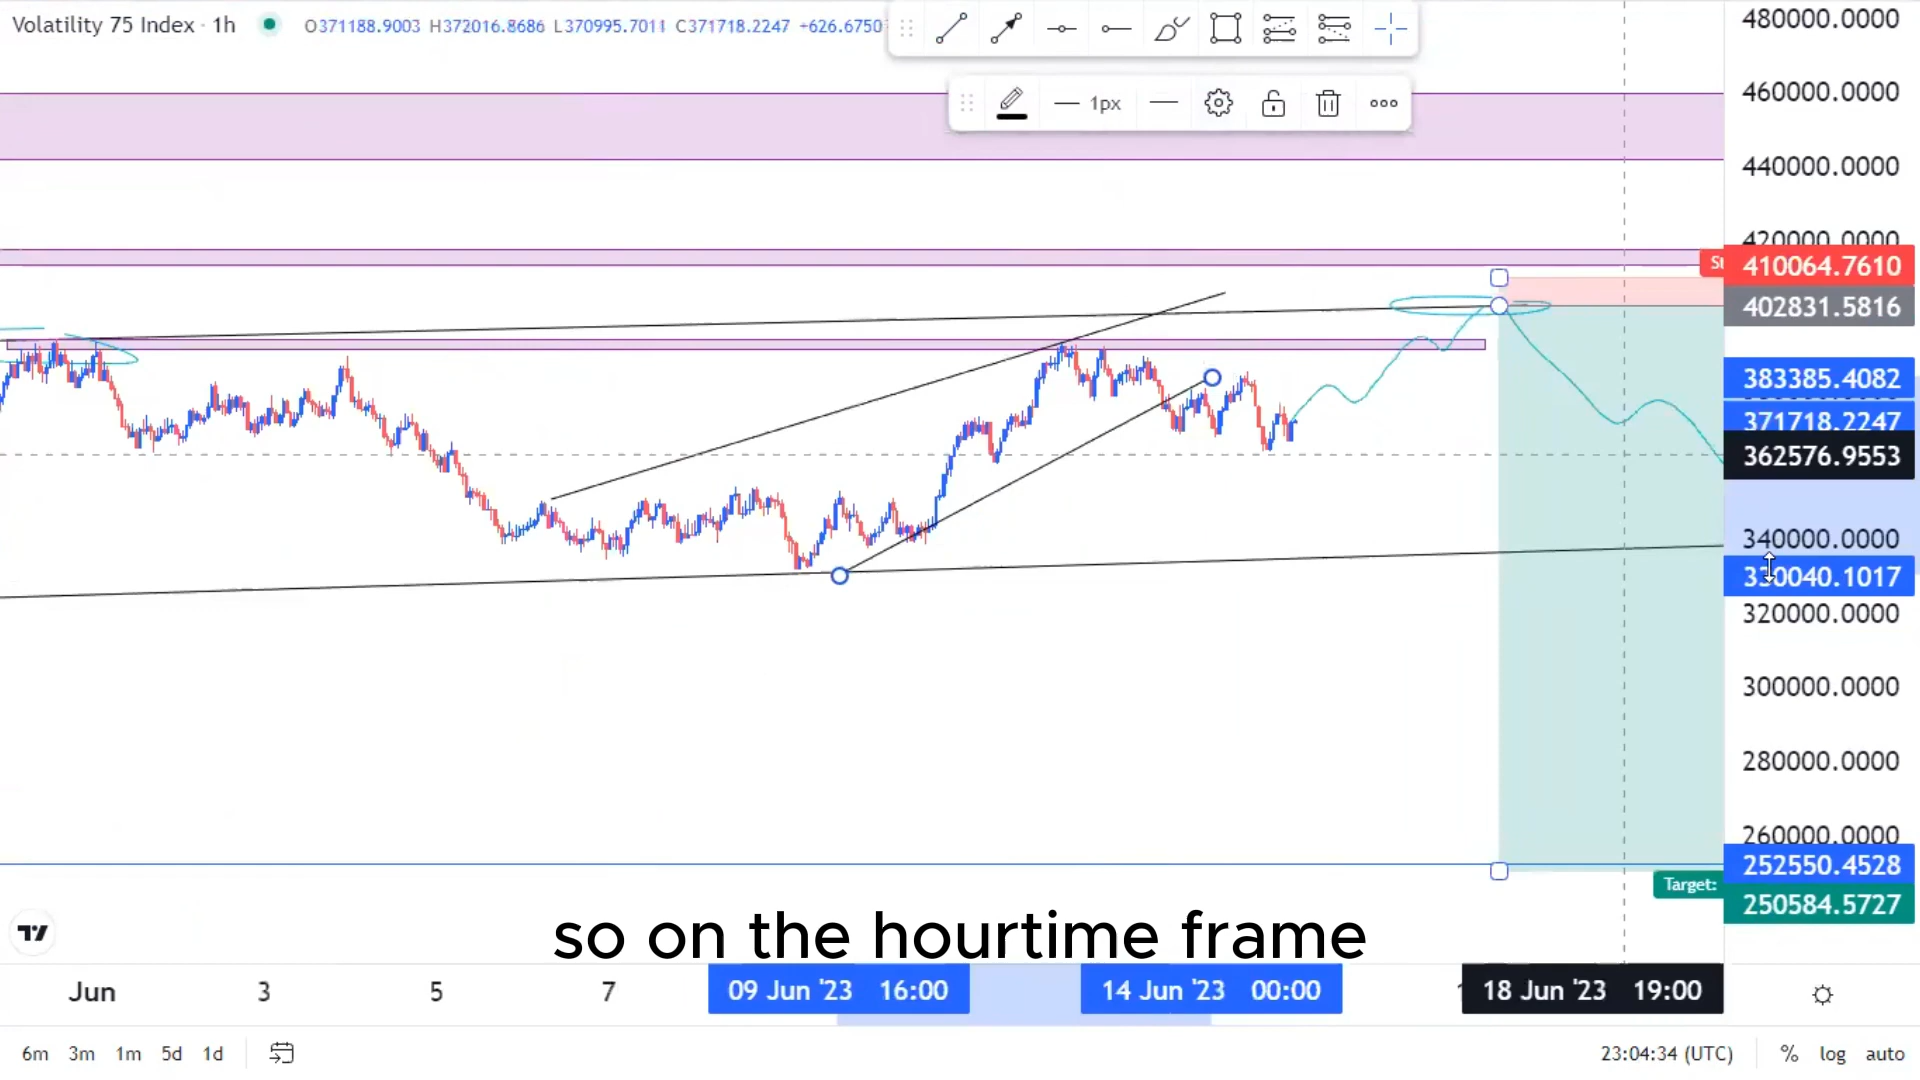 Volatility 75 Index · 1h O371188.9003 H372016.8686 L370995.7011 C371718.2247 +626.6750
1px
480000.0000
460000.0000
440000.0000
420000.0000
410064.7610
402831.5816
383385.4082
371718.2247
362576.9553
340000.0000
330040.1017
320000.0000
300000.0000
280000.0000
260000.0000
252550.4528
Target:
250584.5727
so on the hourtime frame
Jun 3 5 7 09 Jun '23 16:00 14 Jun '23 00:00 18 Jun '23 19:00
6m 3m 1m 5d 1d 23:04:34 (UTC) % log auto